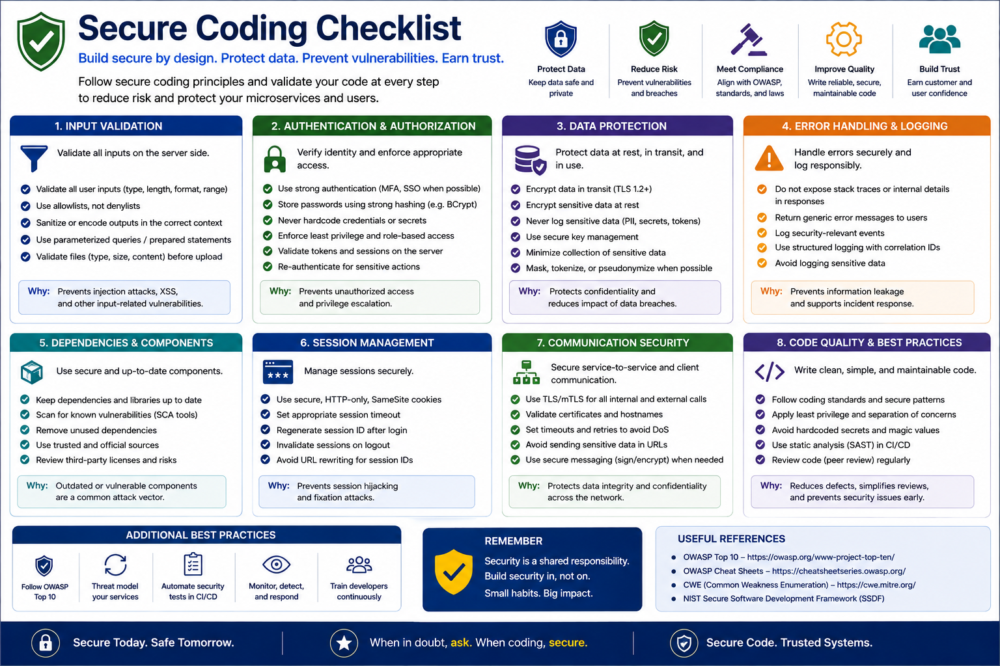 Secure Coding Checklist
Build secure by design. Protect data. Prevent vulnerabilities. Earn trust.
Follow secure coding principles and validate your code at every step
to reduce risk and protect your microservices and users.
Protect Data
Keep data safe and
private
Reduce Risk
Prevent vulnerabilities
and breaches
Meet Compliance
Align with OWASP,
standards, and laws
Improve Quality
Write reliable, secure,
maintainable code
Build Trust
Earn customer and
user confidence
1. INPUT VALIDATION
Validate all inputs on the server side.
Validate all user inputs (type, length, format, range)
Use allowlists, not denylists
Sanitize or encode outputs in the correct context
Use parameterized queries / prepared statements
Validate files (type, size, content) before upload
Why: Prevents injection attacks, XSS,
and other input-related vulnerabilities.
2. AUTHENTICATION & AUTHORIZATION
Verify identity and enforce appropriate
access.
Use strong authentication (MFA, SSO when possible)
Store passwords using strong hashing (e.g. BCrypt)
Never hardcode credentials or secrets
Enforce least privilege and role-based access
Validate tokens and sessions on the server
Re-authenticate for sensitive actions
Why: Prevents unauthorized access
and privilege escalation.
3. DATA PROTECTION
Protect data at rest, in transit, and
in use.
Encrypt data in transit (TLS 1.2+)
Encrypt sensitive data at rest
Never log sensitive data (PII, secrets, tokens)
Use secure key management
Minimize collection of sensitive data
Mask, tokenize, or pseudonymize when possible
Why: Protects confidentiality and
reduces impact of data breaches.
4. ERROR HANDLING & LOGGING
Handle errors securely and
log responsibly.
Do not expose stack traces or internal details
in responses
Return generic error messages to users
Log security-relevant events
Use structured logging with correlation IDs
Avoid logging sensitive data
Why: Prevents information leakage
and supports incident response.
5. DEPENDENCIES & COMPONENTS
Use secure and up-to-date components.
Keep dependencies and libraries up to date
Scan for known vulnerabilities (SCA tools)
Remove unused dependencies
Use trusted and official sources
Review third-party licenses and risks
Why: Outdated or vulnerable components
are a common attack vector.
6. SESSION MANAGEMENT
Manage sessions securely.
Use secure, HTTP-only, SameSite cookies
Set appropriate session timeout
Regenerate session ID after login
Invalidate sessions on logout
Avoid URL rewriting for session IDs
Why: Prevents session hijacking
and fixation attacks.
7. COMMUNICATION SECURITY
Secure service-to-service and client
communication.
Use TLS/mTLS for all internal and external calls
Validate certificates and hostnames
Set timeouts and retries to avoid DoS
Avoid sending sensitive data in URLs
Use secure messaging (sign/encrypt) when needed
Why: Protects data integrity and confidentiality
across the network.
8. CODE QUALITY & BEST PRACTICES
Write clean, simple, and maintainable code.
Follow coding standards and secure patterns
Apply least privilege and separation of concerns
Avoid hardcoded secrets and magic values
Use static analysis (SAST) in CI/CD
Review code (peer review) regularly
Why: Reduces defects, simplifies reviews,
and prevents security issues early.
ADDITIONAL BEST PRACTICES
Follow OWASP
Top 10
Threat model
your services
Automate security
tests in CI/CD
Monitor, detect,
and respond
Train developers
continuously
REMEMBER
Security is a shared responsibility.
Build security in, not on.
Small habits. Big impact.
USEFUL REFERENCES
OWASP Top 10 – https://owasp.org/www-project-top-ten/
OWASP Cheat Sheets – https://cheatsheetseries.owasp.org/
CWE (Common Weakness Enumeration) – https://cwe.mitre.org/
NIST Secure Software Development Framework (SSDF)
Secure Today. Safe Tomorrow.
When in doubt, ask. When coding, secure.
Secure Code. Trusted Systems.